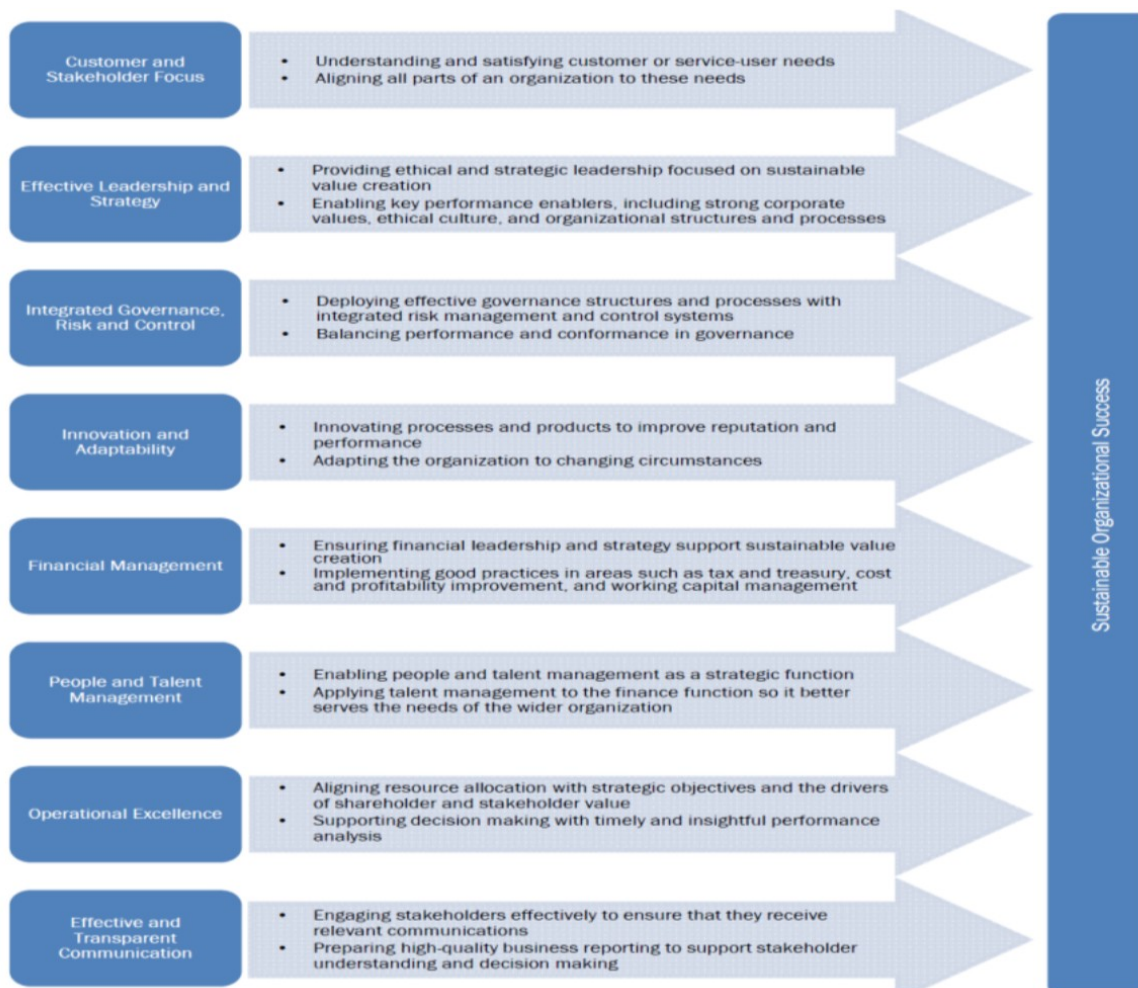 Customer and
Stakeholder Focus
• Understanding and satisfying customer or service-user needs
• Aligning all parts of an organization to these needs
Effective Leadership and
Strategy
• Providing ethical and strategic leadership focused on sustainable
value creation
• Enabling key performance enablers, including strong corporate
values, ethical culture, and organizational structures and processes
Integrated Governance,
Risk and Control
• Deploying effective governance structures and processes with
integrated risk management and control systems
• Balancing performance and conformance in governance
Innovation and
Adaptability
• Innovating processes and products to improve reputation and
performance
• Adapting the organization to changing circumstances
Financial Management
• Ensuring financial leadership and strategy support sustainable value
creation
• Implementing good practices in areas such as tax and treasury, cost
and profitability improvement, and working capital management
People and Talent
Management
• Enabling people and talent management as a strategic function
• Applying talent management to the finance function so it better
serves the needs of the wider organization
Operational Excellence
• Aligning resource allocation with strategic objectives and the drivers
of shareholder and stakeholder value
• Supporting decision making with timely and insightful performance
analysis
Effective and
Transparent
Communication
• Engaging stakeholders effectively to ensure that they receive
relevant communications
• Preparing high-quality business reporting to support stakeholder
understanding and decision making
Sustainable Organizational Success